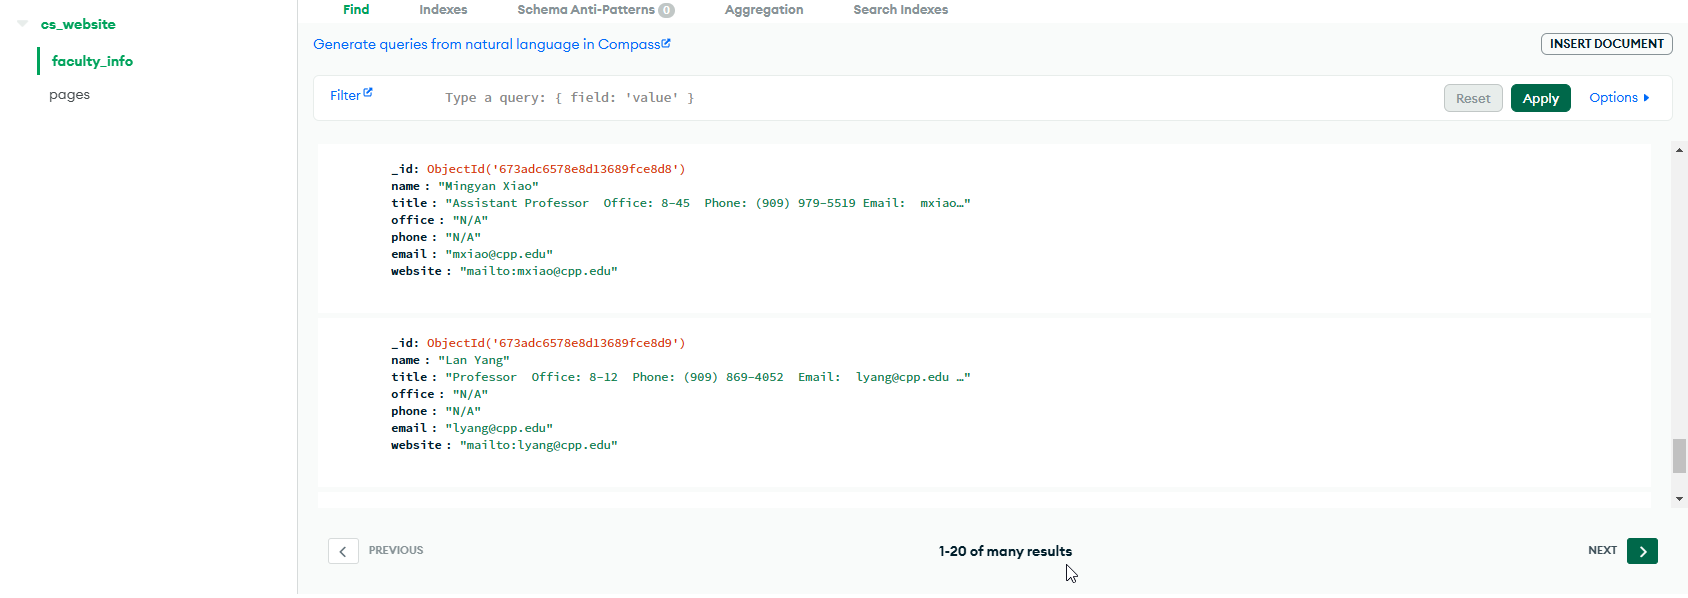 cs_website
faculty_info
pages
Find Indexes Schema Anti-Patterns 0 Aggregation Search Indexes
Generate queries from natural language in Compass
INSERT DOCUMENT
Filter Type a query: { field: 'value' } Reset Apply Options
_id: ObjectId('673adc6578e8d13689fce8d8')
name : "Mingyan Xiao"
title : "Assistant Professor  Office: 8-45  Phone: (909) 979-5519 Email:  mxiao…"
office : "N/A"
phone : "N/A"
email : "mxiao@cpp.edu"
website : "mailto:mxiao@cpp.edu"
_id: ObjectId('673adc6578e8d13689fce8d9')
name : "Lan Yang"
title : "Professor  Office: 8-12  Phone: (909) 869-4052  Email:  lyang@cpp.edu …"
office : "N/A"
phone : "N/A"
email : "lyang@cpp.edu"
website : "mailto:lyang@cpp.edu"
PREVIOUS 1-20 of many results NEXT